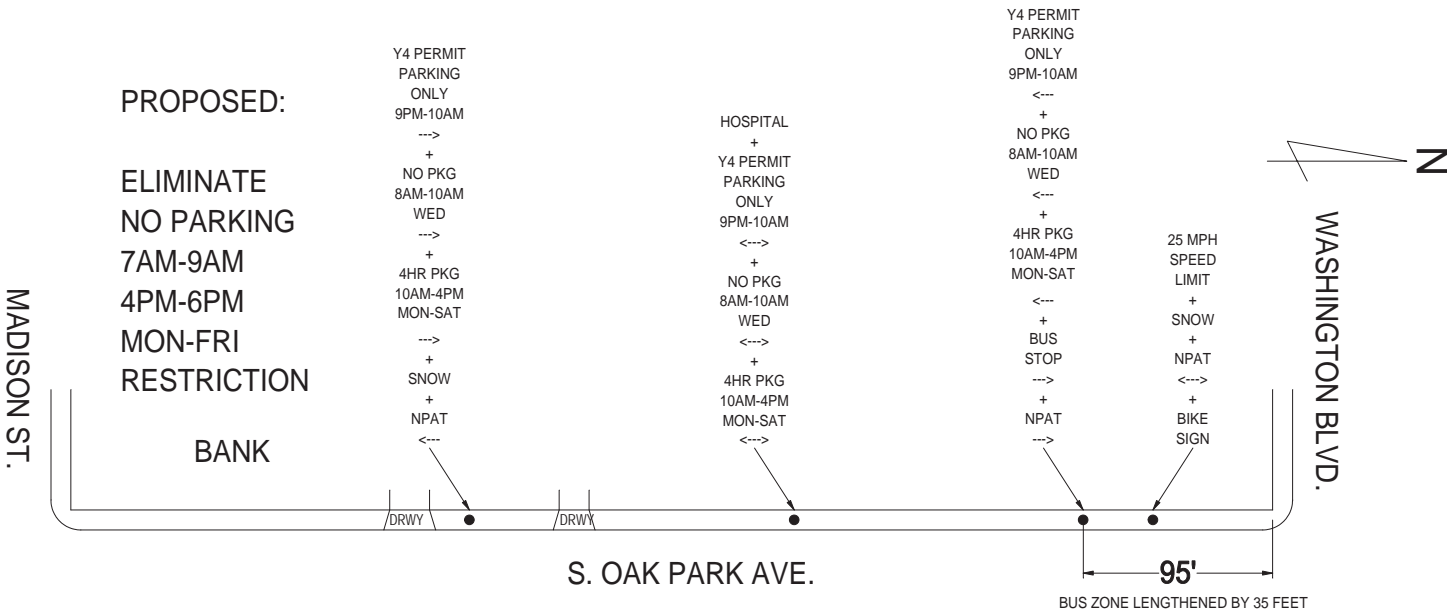 PROPOSED:
ELIMINATE
NO PARKING
7AM-9AM
4PM-6PM
MON-FRI
RESTRICTION
BANK
MADISON ST.
Y4 PERMIT
PARKING
ONLY
9PM-10AM
--->
+
NO PKG
8AM-10AM
WED
--->
+
4HR PKG
10AM-4PM
MON-SAT
--->
+
SNOW
+
NPAT
<---
HOSPITAL
+
Y4 PERMIT
PARKING
ONLY
9PM-10AM
<--->
+
NO PKG
8AM-10AM
WED
<--->
+
4HR PKG
10AM-4PM
MON-SAT
<--->
Y4 PERMIT
PARKING
ONLY
9PM-10AM
<---
+
NO PKG
8AM-10AM
WED
<---
+
4HR PKG
10AM-4PM
MON-SAT
<---
+
BUS
STOP
--->
+
NPAT
--->
25 MPH
SPEED
LIMIT
+
SNOW
+
NPAT
<--->
+
BIKE
SIGN
N
WASHINGTON BLVD.
DRWY
DRWY
S. OAK PARK AVE.
95'
BUS ZONE LENGTHENED BY 35 FEET